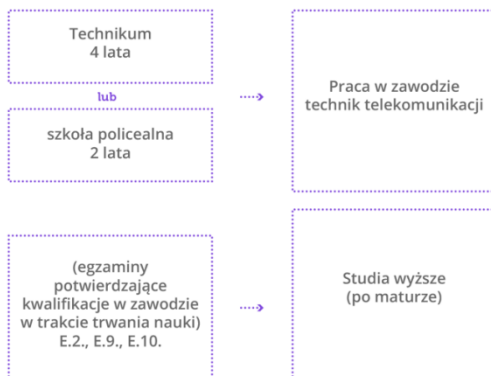 Technikum
4 lata
lub
szkoła policealna
2 lata
Praca w zawodzie
technik telekomunikacji
(egzaminy
potwierdzające
kwalifikacje w zawodzie
w trakcie trwania nauki)
E.2., E.9., E.10.
Studia wyższe
(po maturze)